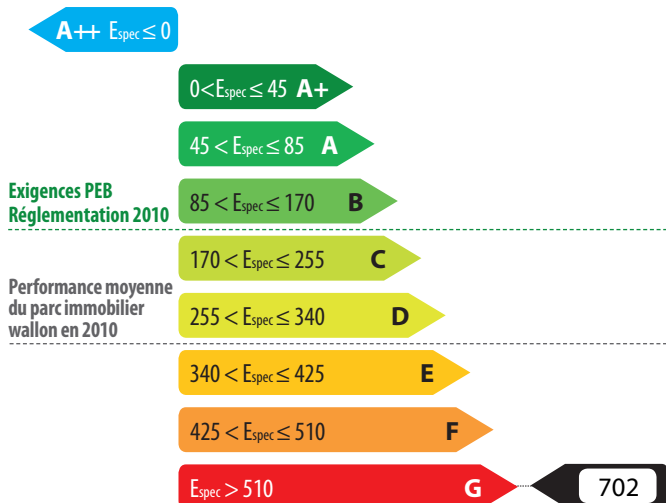 A++ Espec ≤ 0
0 < Espec ≤ 45 A+
45 < Espec ≤ 85 A
Exigences PEB
Réglementation 2010
85 < Espec ≤ 170 B
170 < Espec ≤ 255 C
Performance moyenne
du parc immobilier
wallon en 2010
255 < Espec ≤ 340 D
340 < Espec ≤ 425 E
425 < Espec ≤ 510 F
Espec > 510 G 702